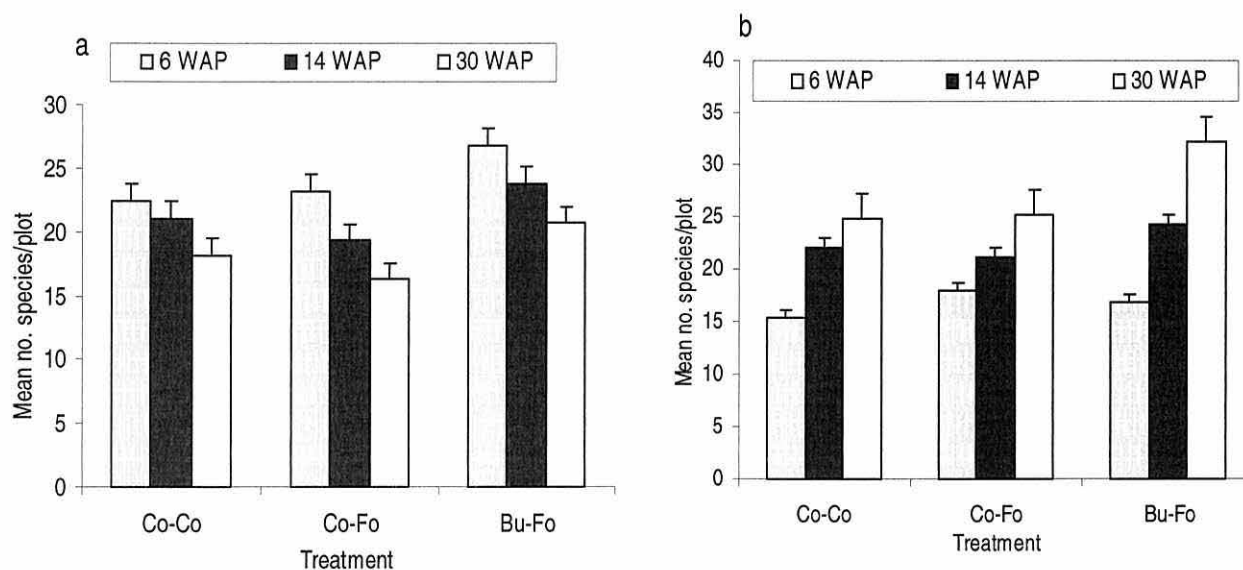 a
6 WAP 14 WAP 30 WAP
30
25
20
15
10
5
0
Mean no. species/plot
Co-Co Co-Fo Bu-Fo
Treatment
b
6 WAP 14 WAP 30 WAP
40
35
30
25
20
15
10
5
0
Mean no. species/plot
Co-Co Co-Fo Bu-Fo
Treatment